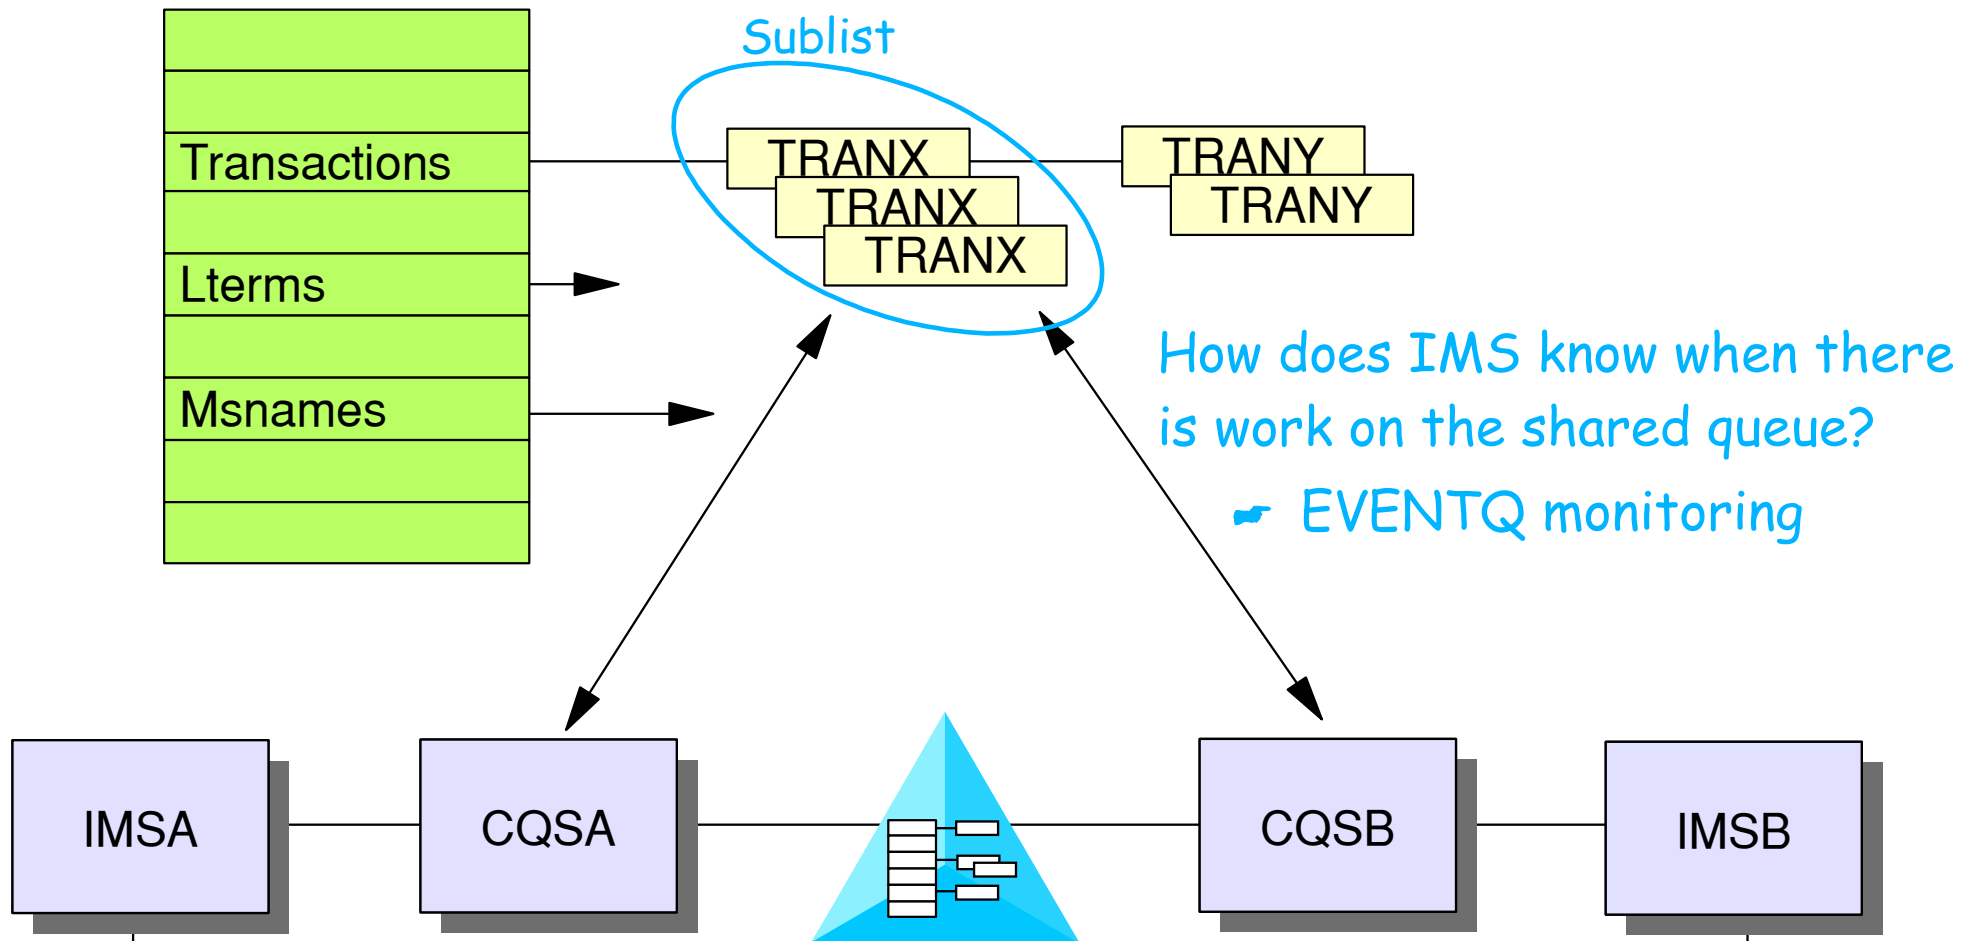 Sublist
Transactions
TRANX
TRANX
TRANX
TRANY
TRANY
Lterms
Msnames
How does IMS know when there
is work on the shared queue?
☛ EVENTQ monitoring
IMSA
CQSA
CQSB
IMSB